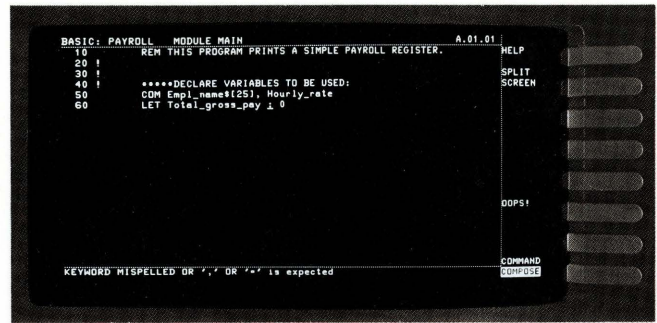 BASIC: PAYROLL MODULE MAIN A.01.01
10 REM THIS PROGRAM PRINTS A SIMPLE PAYROLL REGISTER.
20 !
30 !
40 ! *****DECLARE VARIABLES TO BE USED:
50 COM Empl_name$[25], Hourly_rate
60 LET Total_gross_pay ; 0
KEYWORD MISPELLED OR ',' OR '=' is expected
HELP
SPLIT
SCREEN
OOPS!
COMMAND
COMPOSE